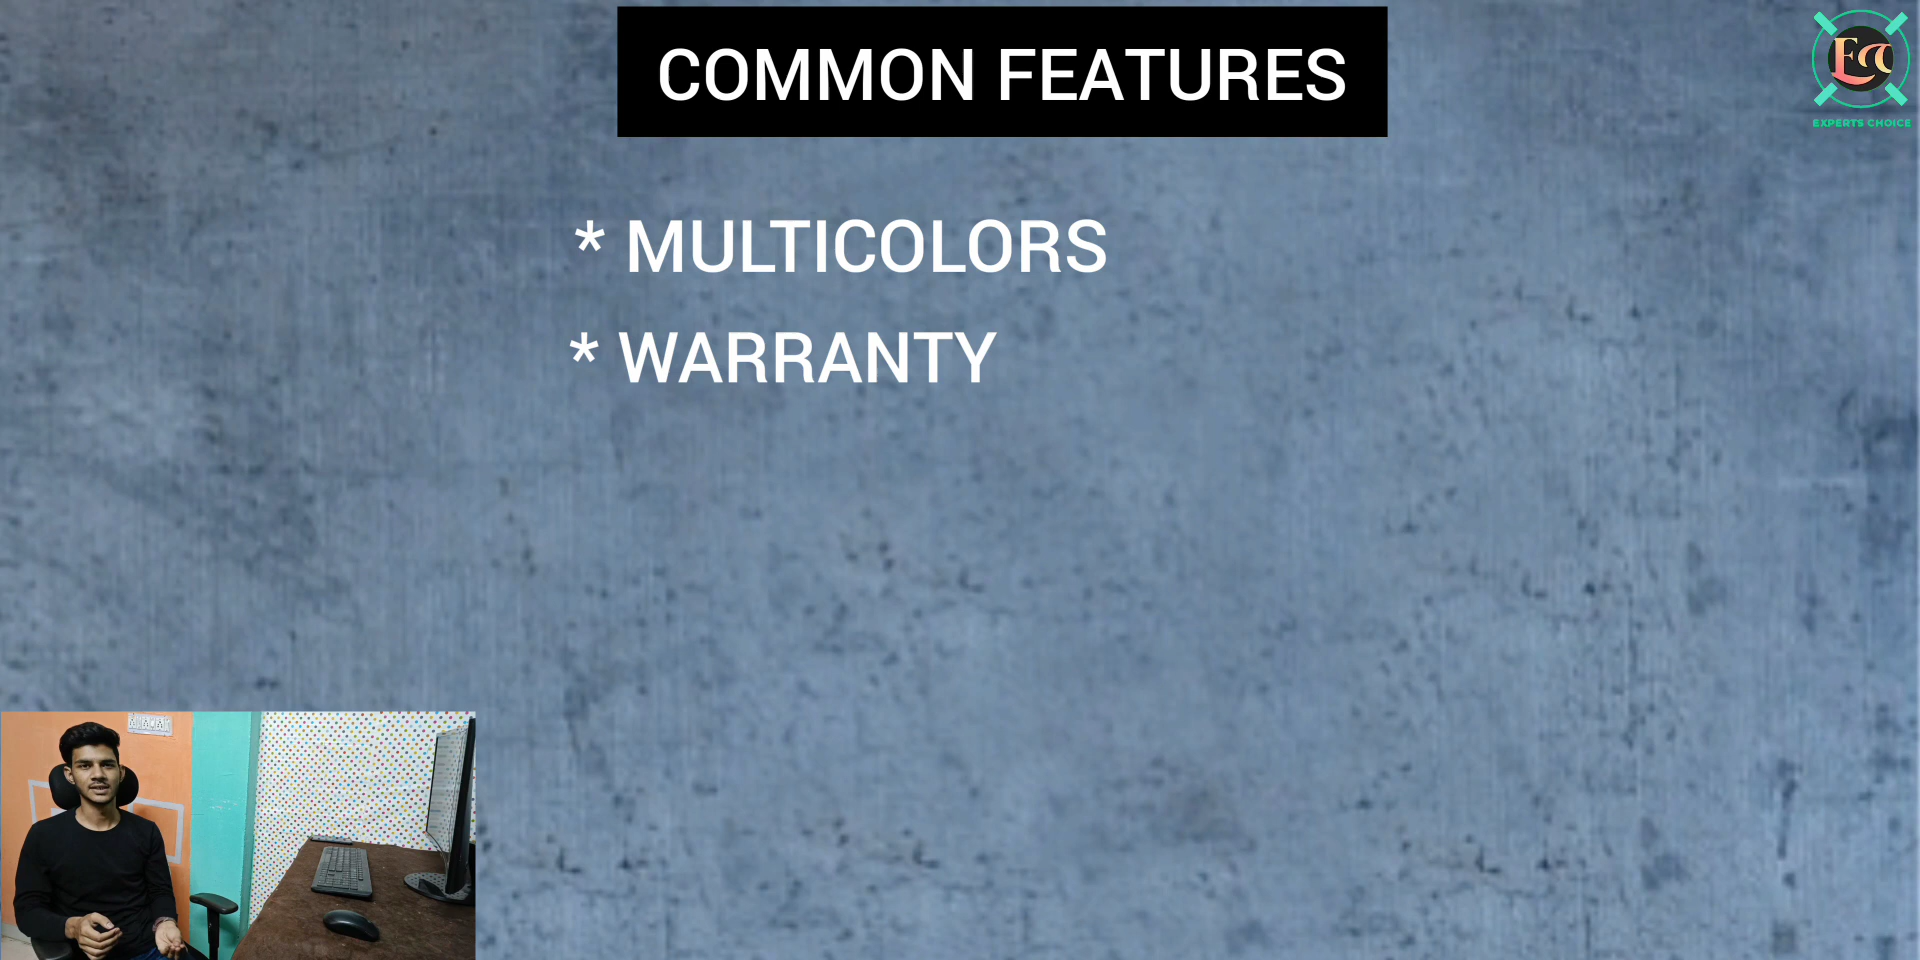 COMMON FEATURES
EXPERTS CHOICE
* MULTICOLORS
* WARRANTY